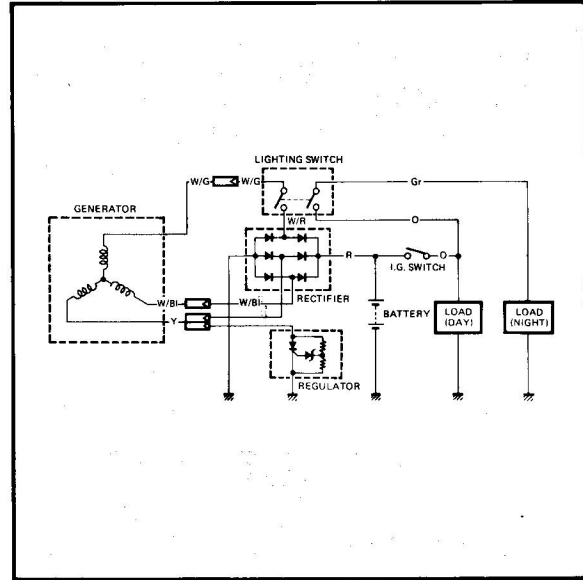 LIGHTING SWITCH
W/G W/G
Gr
GENERATOR
W/R
O
R
O
I.G. SWITCH
RECTIFIER
W/Bl
W/Bl
BATTERY
LOAD
(DAY)
LOAD
(NIGHT)
Y
REGULATOR